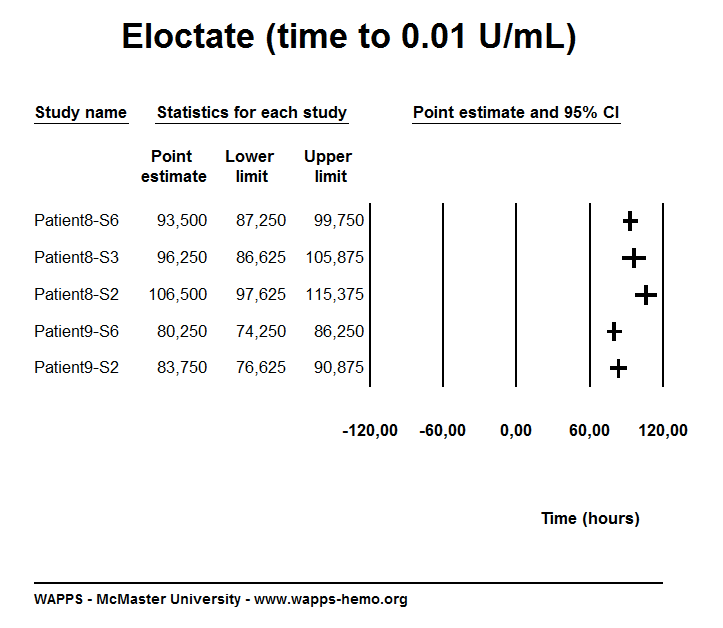 Eloctate (time to 0.01 U/mL)
Study name Statistics for each study Point estimate and 95% CI
Point Lower Upper
estimate limit limit
Patient8-S6 93,500 87,250 99,750
Patient8-S3 96,250 86,625 105,875
Patient8-S2 106,500 97,625 115,375
Patient9-S6 80,250 74,250 86,250
Patient9-S2 83,750 76,625 90,875
-120,00 -60,00 0,00 60,00 120,00
Time (hours)
WAPPS - McMaster University - www.wapps-hemo.org